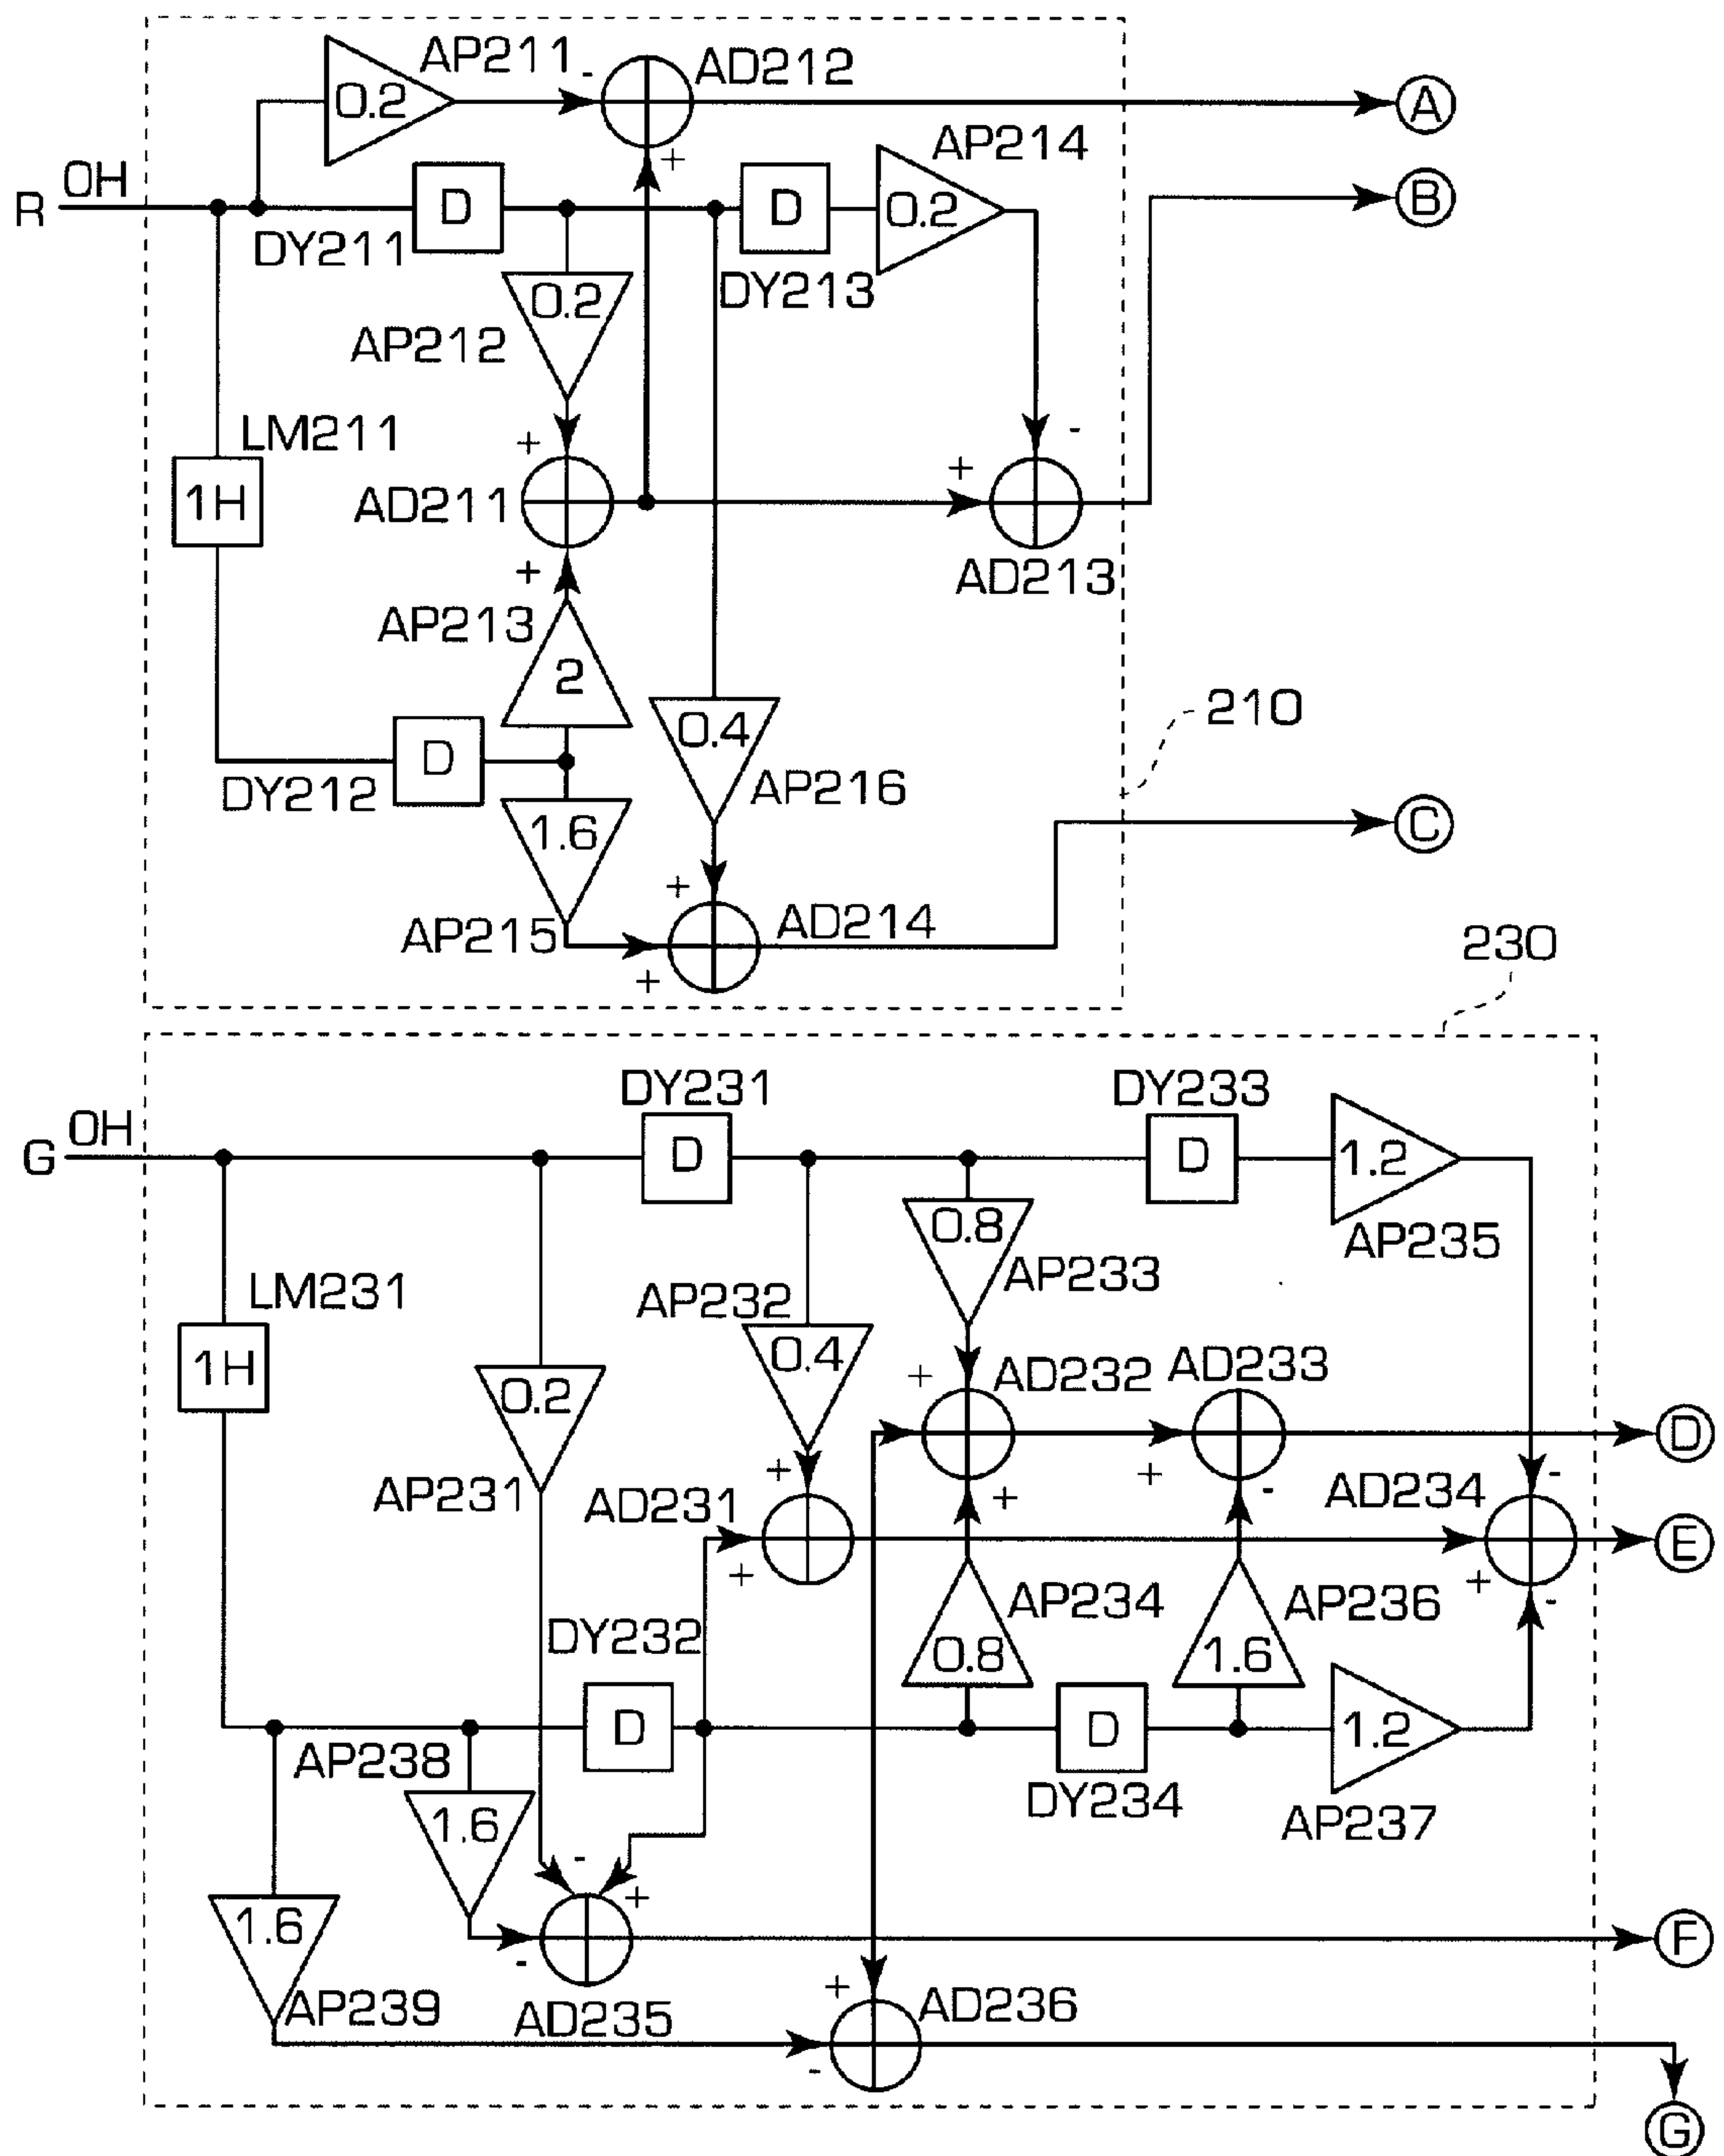 AP211
AD212
0.2
-
A
+
AP214
R
0H
D
D
0.2
B
DY211
DY213
0.2
AP212
LM211
+
+
-
1H
AD211
+
AD213
AP213
2
0.4
210
D
AP216
DY212
1.6
C
+
AP215
AD214
+
230
DY231
DY233
G
0H
D
D
1.2
0.8
AP235
LM231
AP232
AP233
1H
0.4
0.2
+
AD232
AD233
D
AP231
+
AD231
+
+
-
AD234
-
E
+
+
-
DY232
AP234
AP236
0.8
1.6
D
D
1.2
AP238
DY234
AP237
1.6
-
+
1.6
F
-
AP239
AD235
+
AD236
-
G